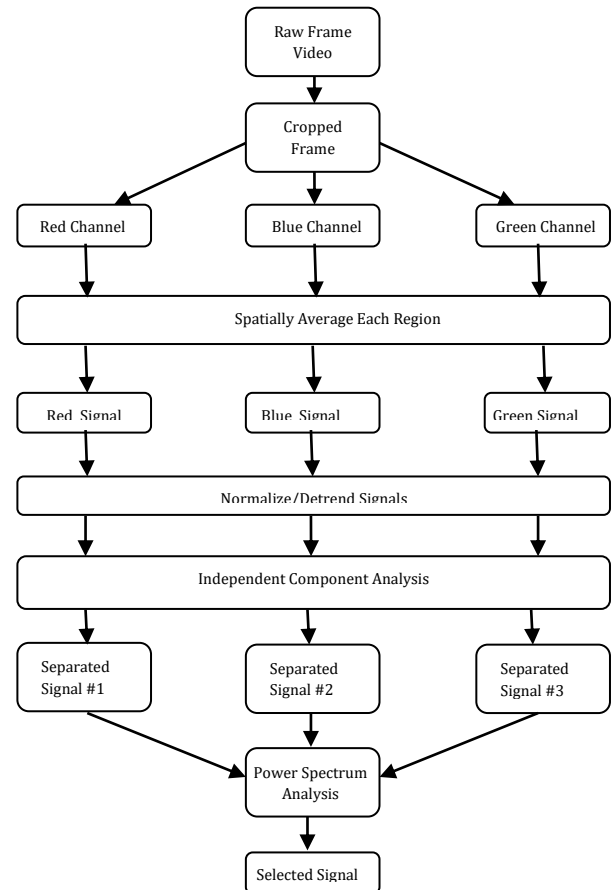 Raw Frame
Video
Cropped
Frame
Red Channel
Blue Channel
Green Channel
Spatially Average Each Region
Red Signal
Blue Signal
Green Signal
Normalize/Detrend Signals
Independent Component Analysis
Separated
Signal #1
Separated
Signal #2
Separated
Signal #3
Power Spectrum
Analysis
Selected Signal